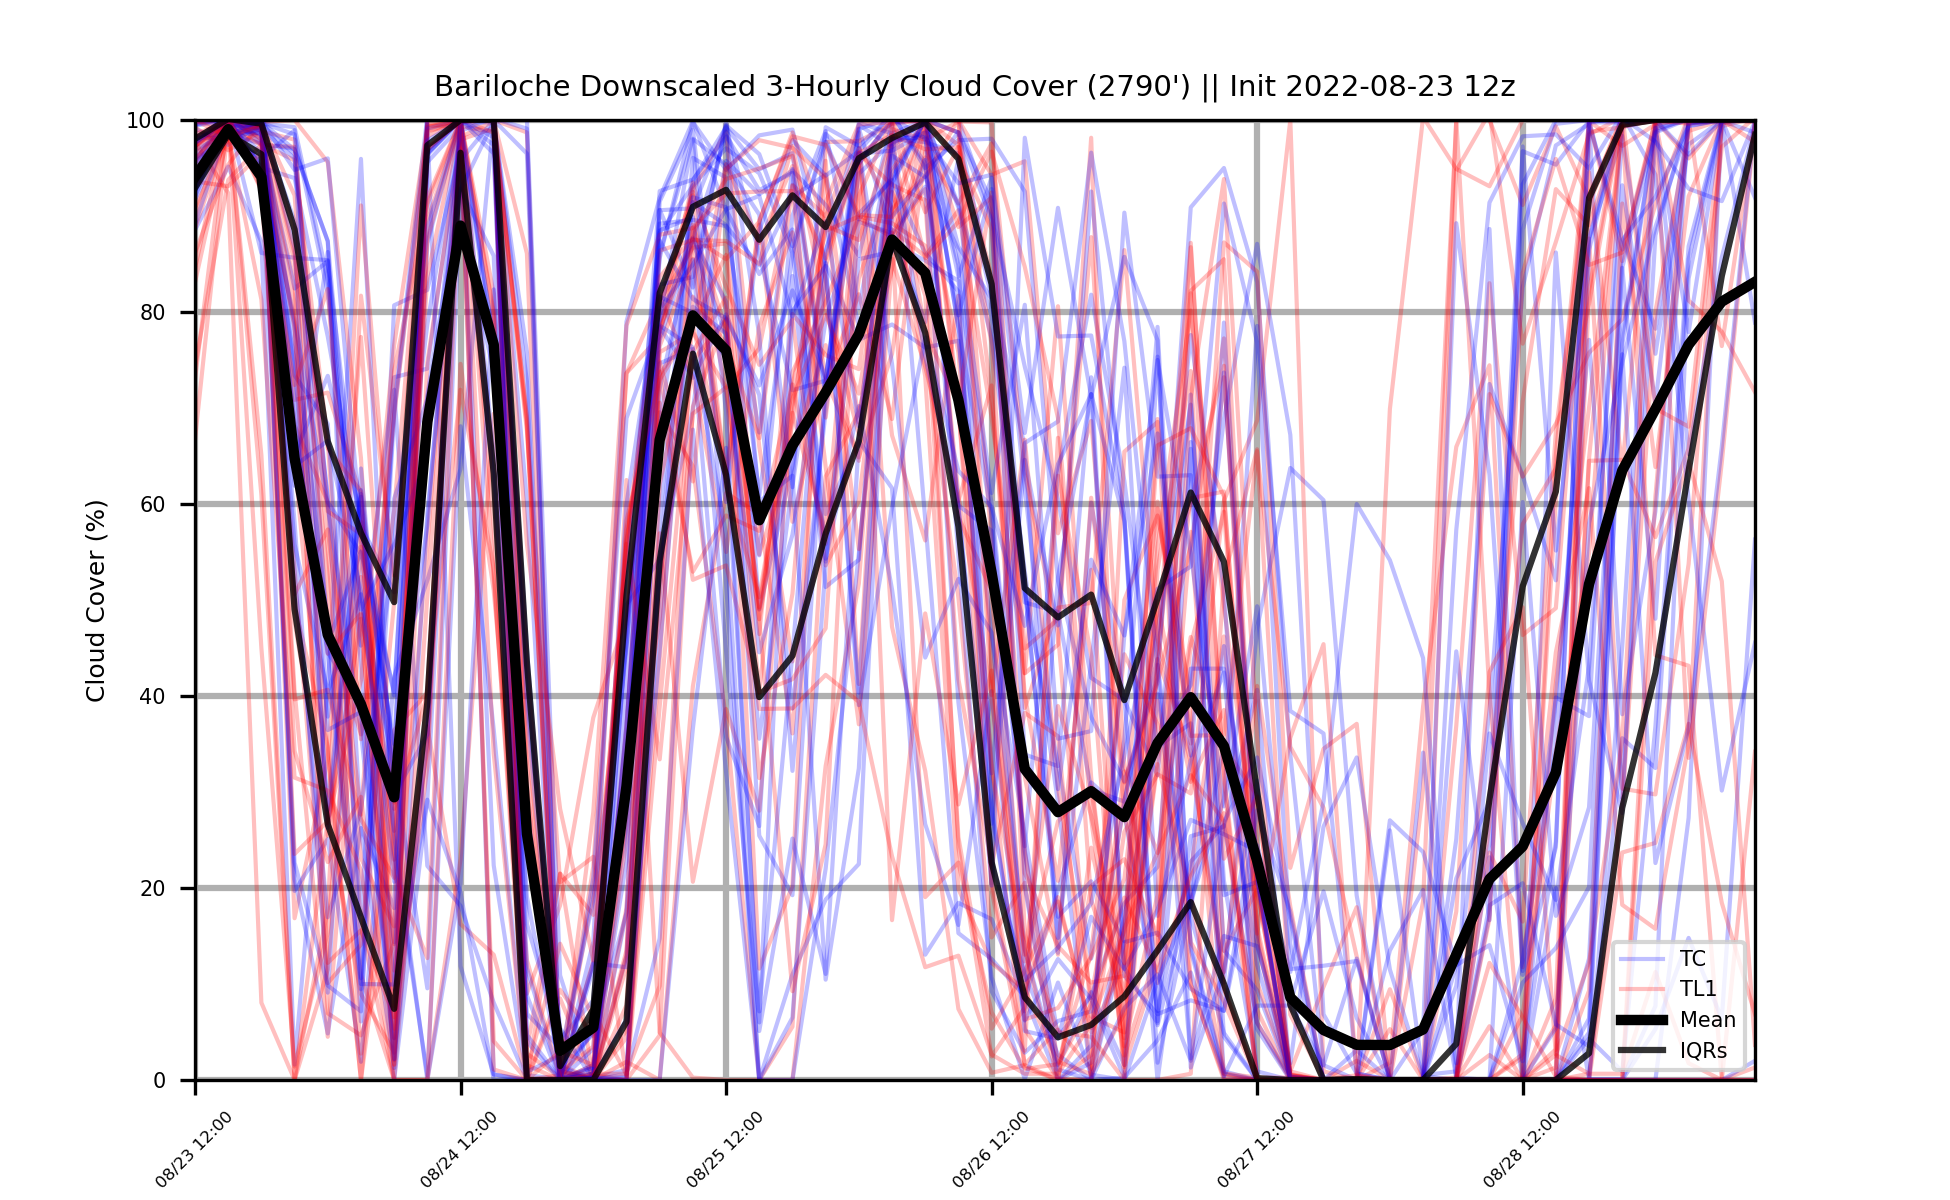 Bariloche Downscaled 3-Hourly Cloud Cover (2790') || Init 2022-08-23 12z
Cloud Cover (%)
100
80
60
40
20
0
08/23 12:00
08/24 12:00
08/25 12:00
08/26 12:00
08/27 12:00
08/28 12:00
TC
TL1
Mean
IQRs